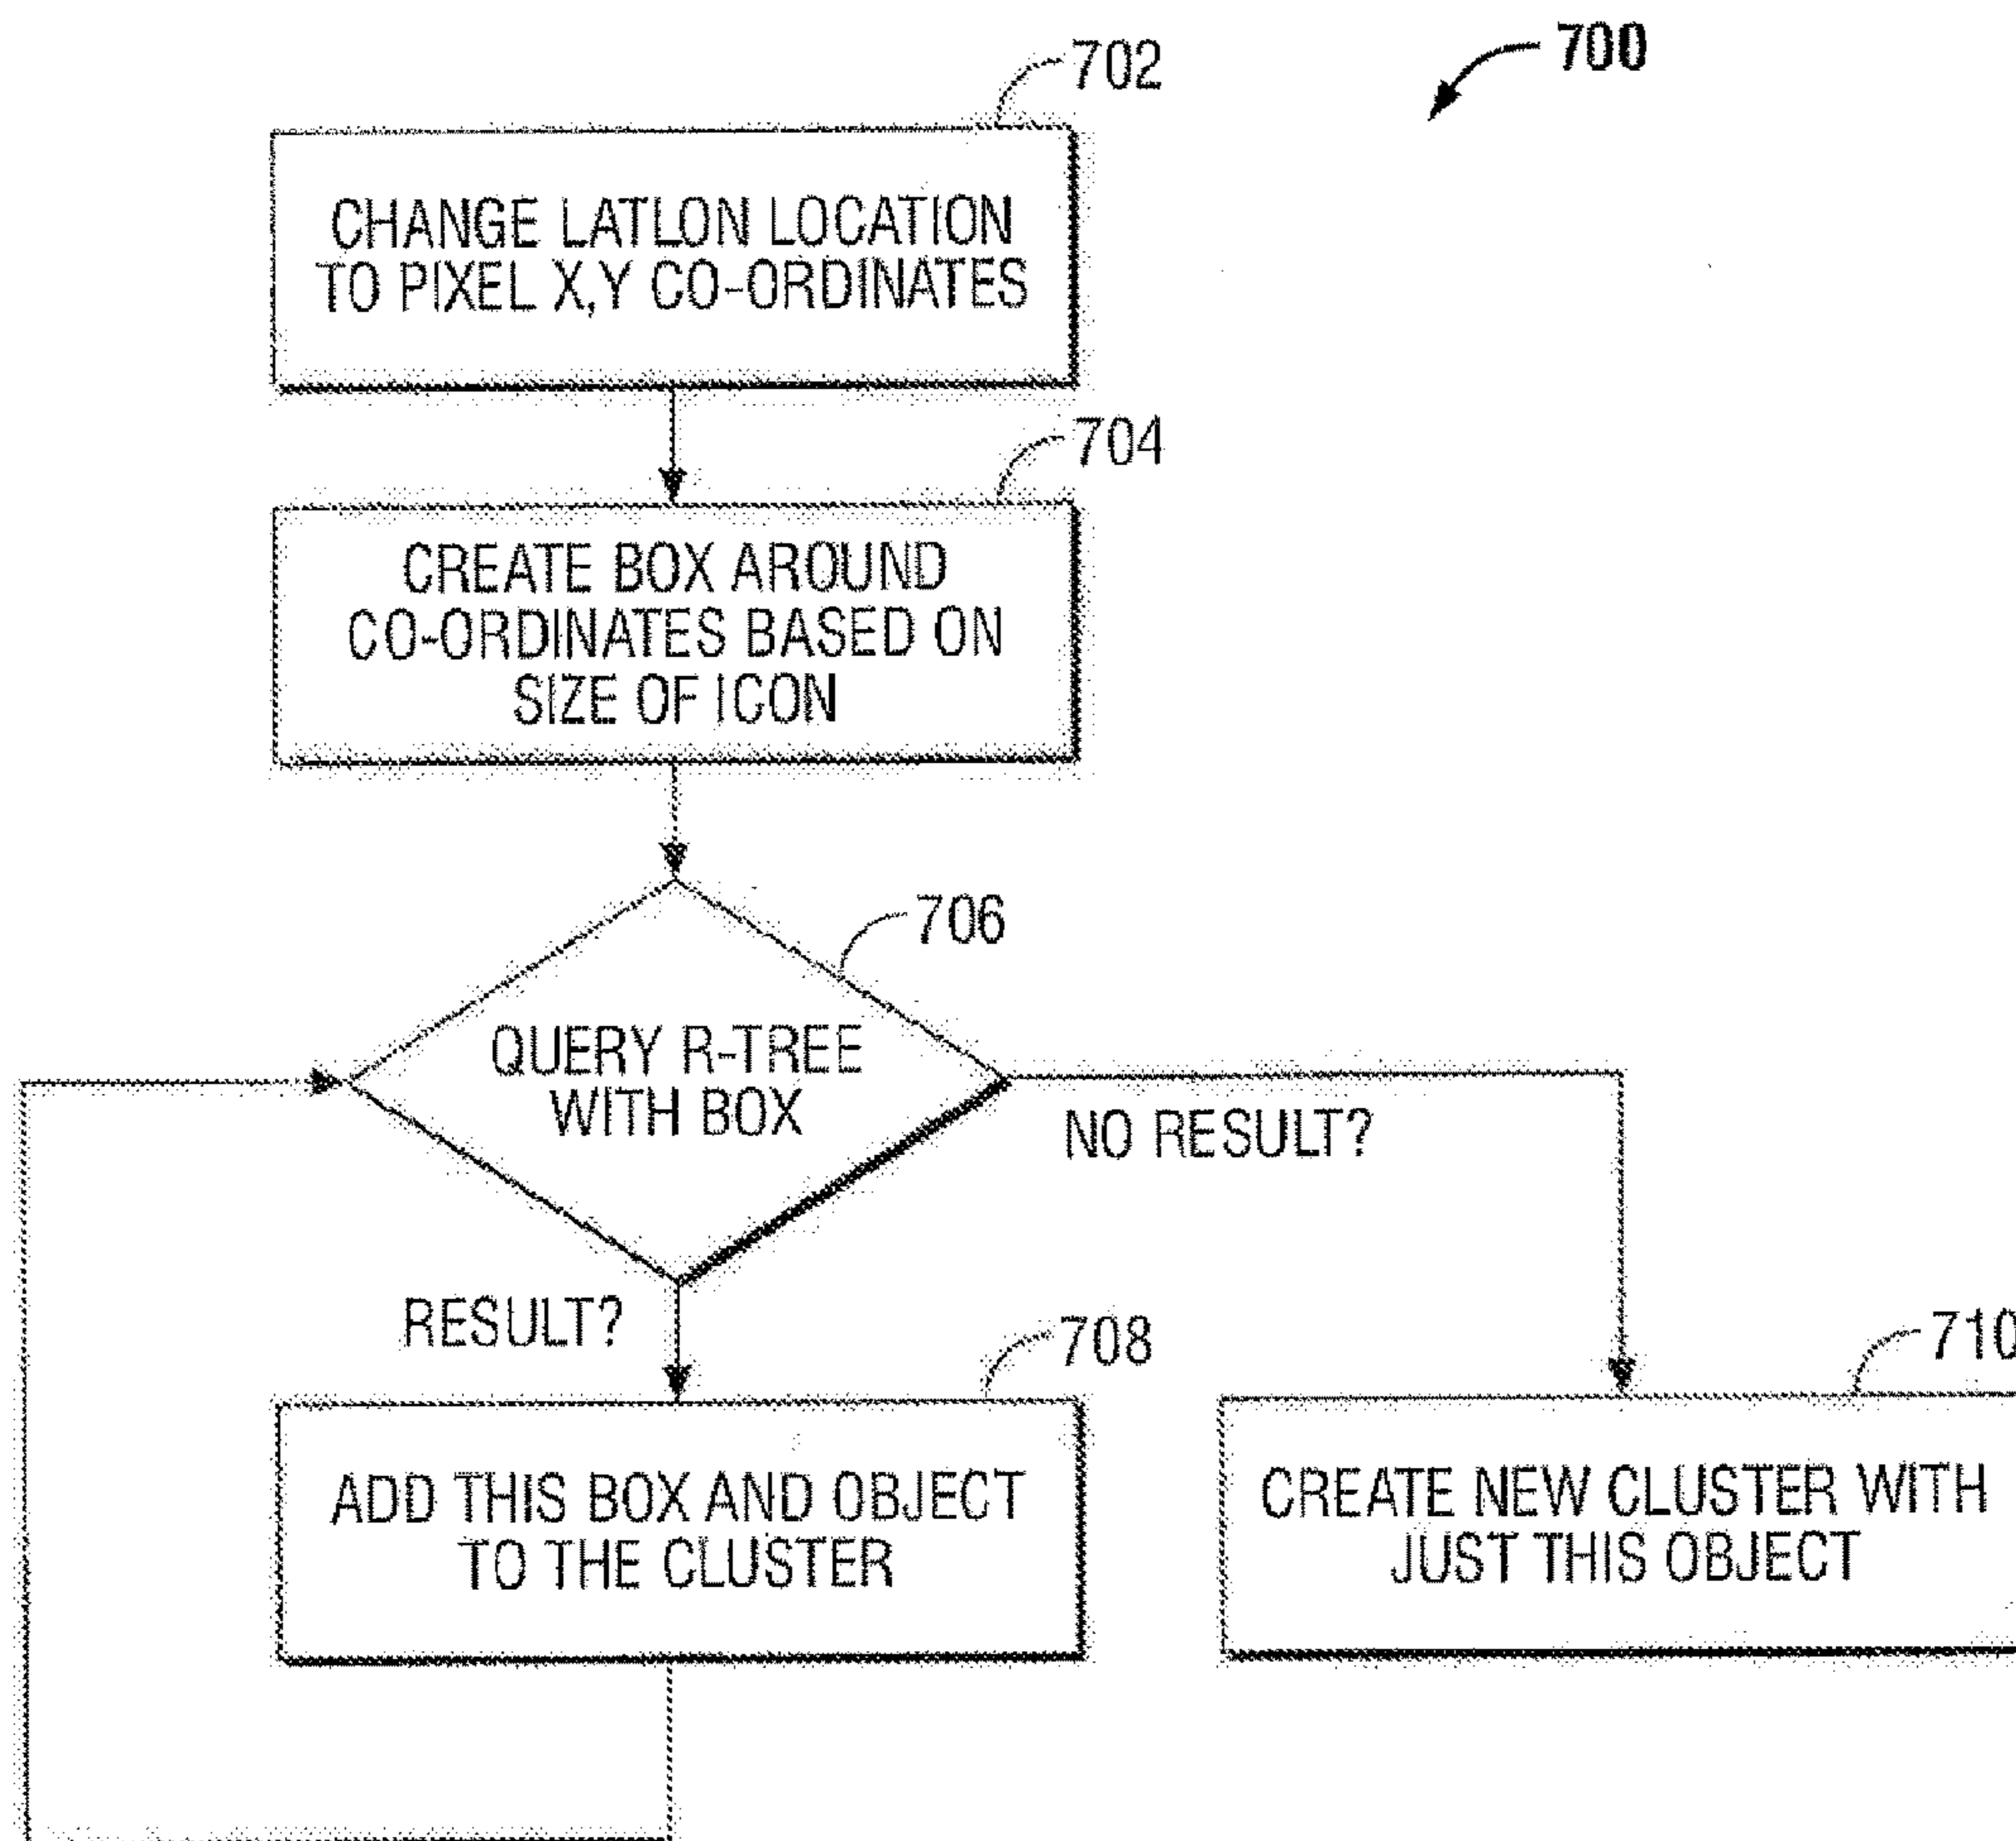 700
702
CHANGE LATLON LOCATION
TO PIXEL X,Y CO-ORDINATES
704
CREATE BOX AROUND
CO-ORDINATES BASED ON
SIZE OF ICON
706
QUERY R-TREE
WITH BOX
NO RESULT?
RESULT?
708
ADD THIS BOX AND OBJECT
TO THE CLUSTER
710
CREATE NEW CLUSTER WITH
JUST THIS OBJECT